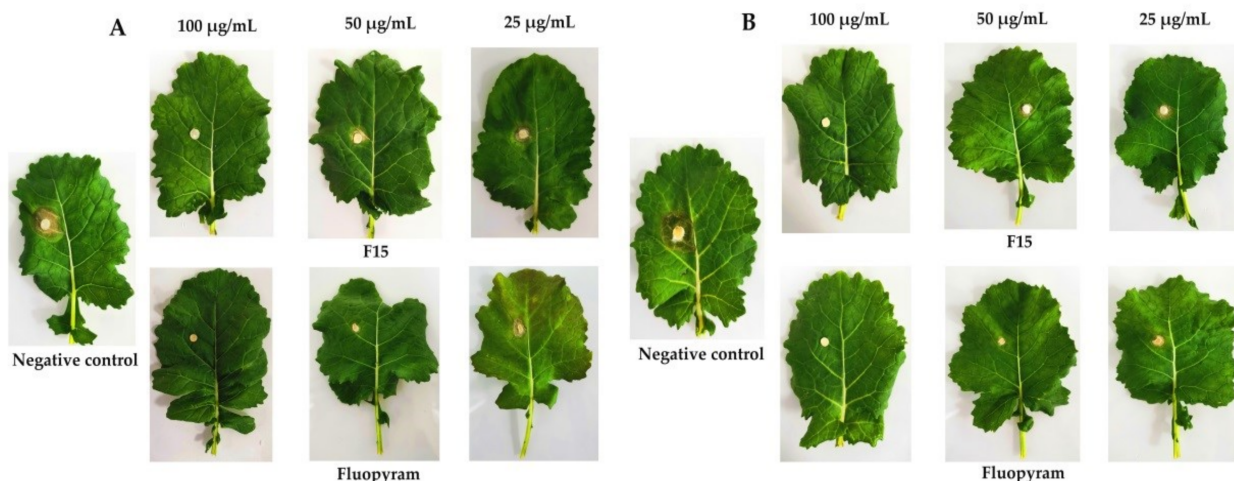 A
100 µg/mL
50 µg/mL
25 µg/mL
F15
Negative control
Fluopyram
B
100 µg/mL
50 µg/mL
25 µg/mL
F15
Negative control
Fluopyram